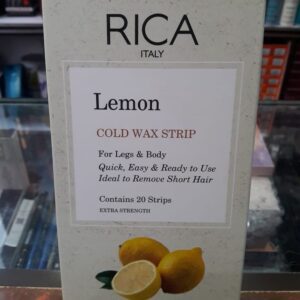 RICA
ITALY
Lemon
COLD WAX STRIP
For Legs & Body
Quick, Easy & Ready to Use
Ideal to Remove Short Hair
Contains 20 Strips
EXTRA STRENGTH